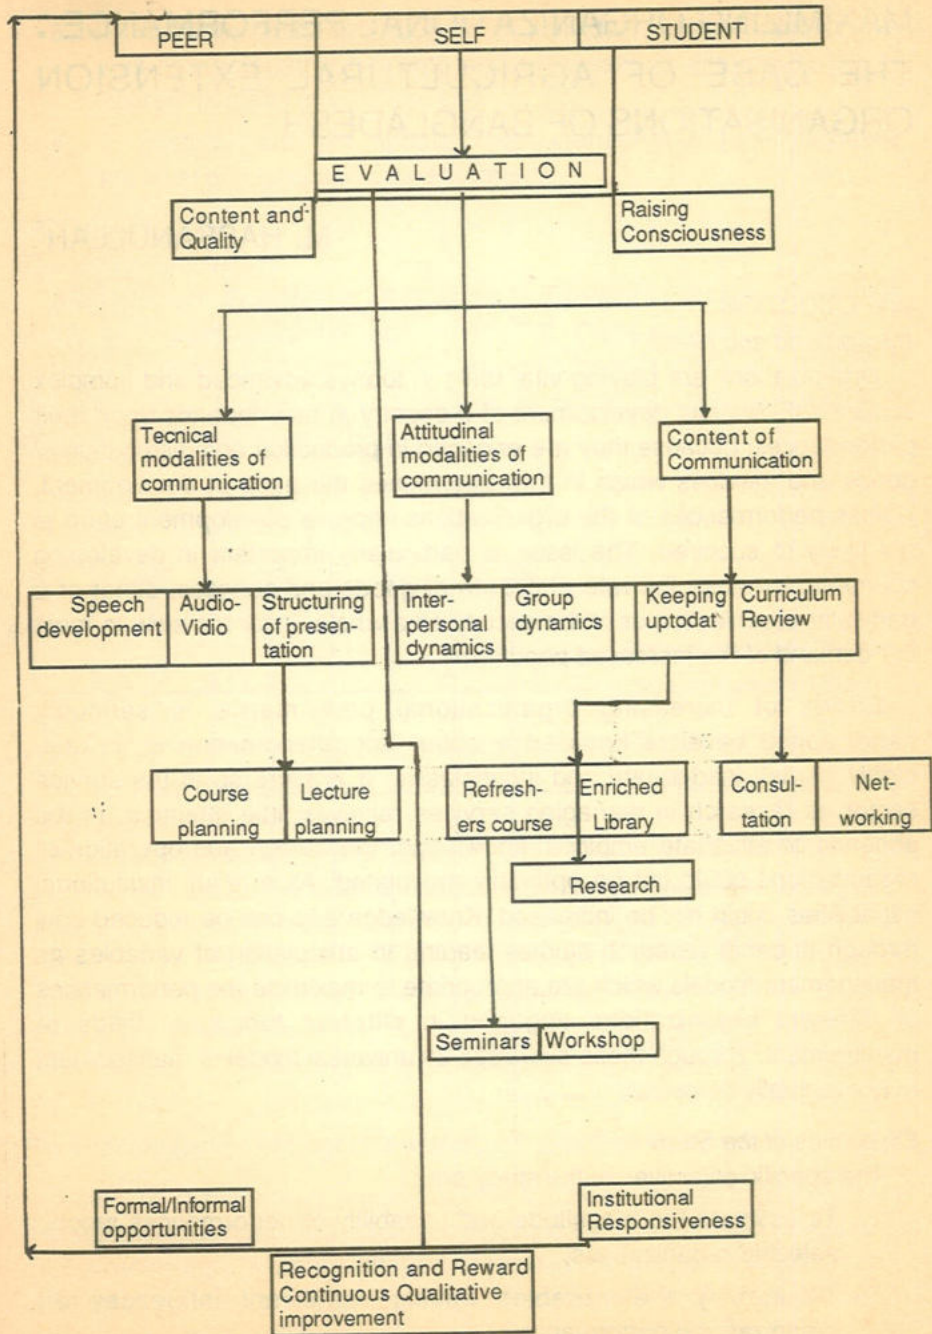 PEER SELF STUDENT
EVALUATION
Content and
Quality
Raising
Consciousness
Tecnical
modalities of
communication
Attitudinal
modalities of
communication
Content of
Communication
Speech
development
Audio-
Vidio
Structuring
of presen-
tation
Inter-
personal
dynamics
Group
dynamics
Keeping
uptodat
Curriculum
Review
Course
planning
Lecture
planning
Refresh-
ers course
Enriched
Library
Consul-
tation
Net-
working
Research
Seminars
Workshop
Formal/Informal
opportunities
Institutional
Responsiveness
Recognition and Reward
Continuous Qualitative
improvement